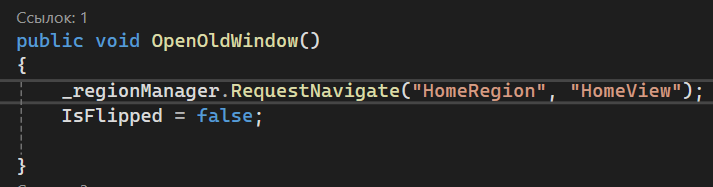 Ссылок: 1
public void OpenOldWindow()
{
_regionManager.RequestNavigate("HomeRegion", "HomeView");
IsFlipped = false;
}